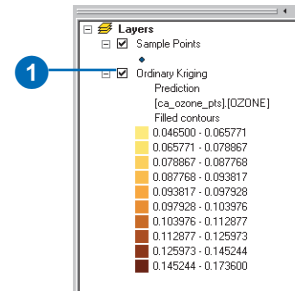 Layers
Sample Points
1
Ordinary Kriging
Prediction
[ca_ozone_pts].[OZONE]
Filled contours
0.046500 - 0.065771
0.065771 - 0.078867
0.078867 - 0.087768
0.087768 - 0.093817
0.093817 - 0.097928
0.097928 - 0.103976
0.103976 - 0.112877
0.112877 - 0.125973
0.125973 - 0.145244
0.145244 - 0.173600